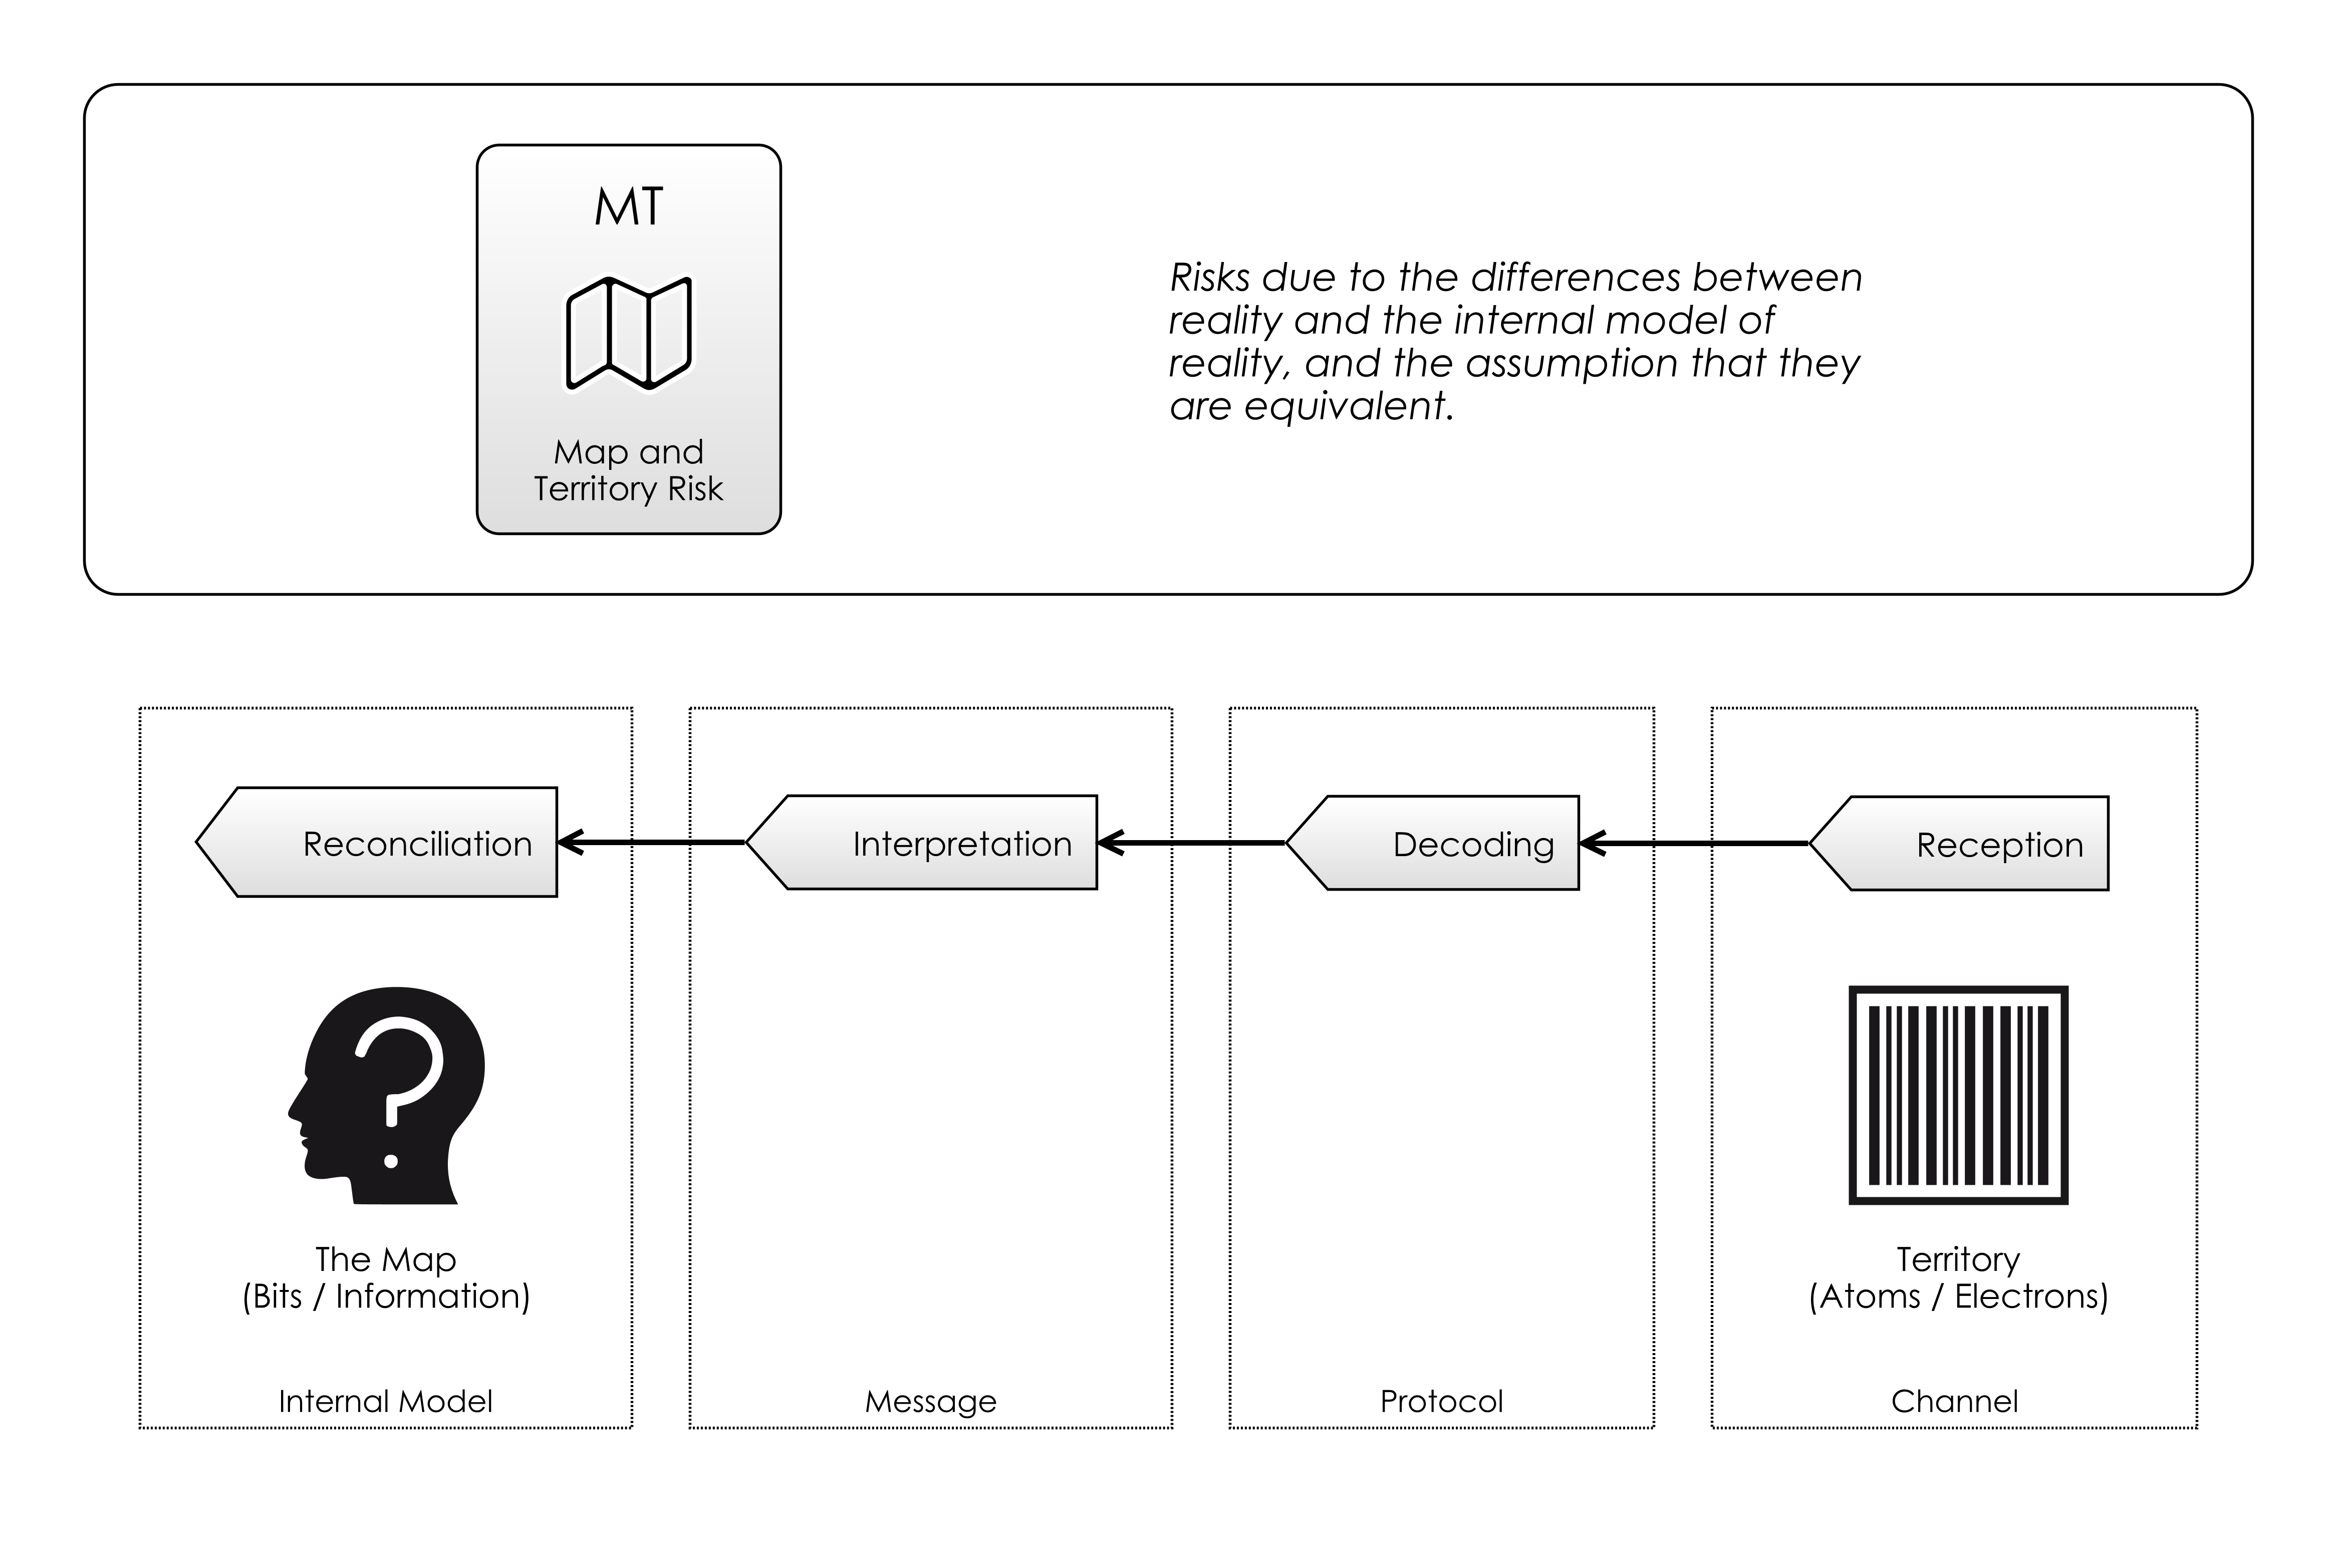 MT
Map and
Territory Risk
Risks due to the differences between
reality and the internal model of
reality, and the assumption that they
are equivalent.
Reconciliation
Interpretation
Decoding
Reception
The Map
(Bits / Information)
Territory
(Atoms / Electrons)
Internal Model
Message
Protocol
Channel